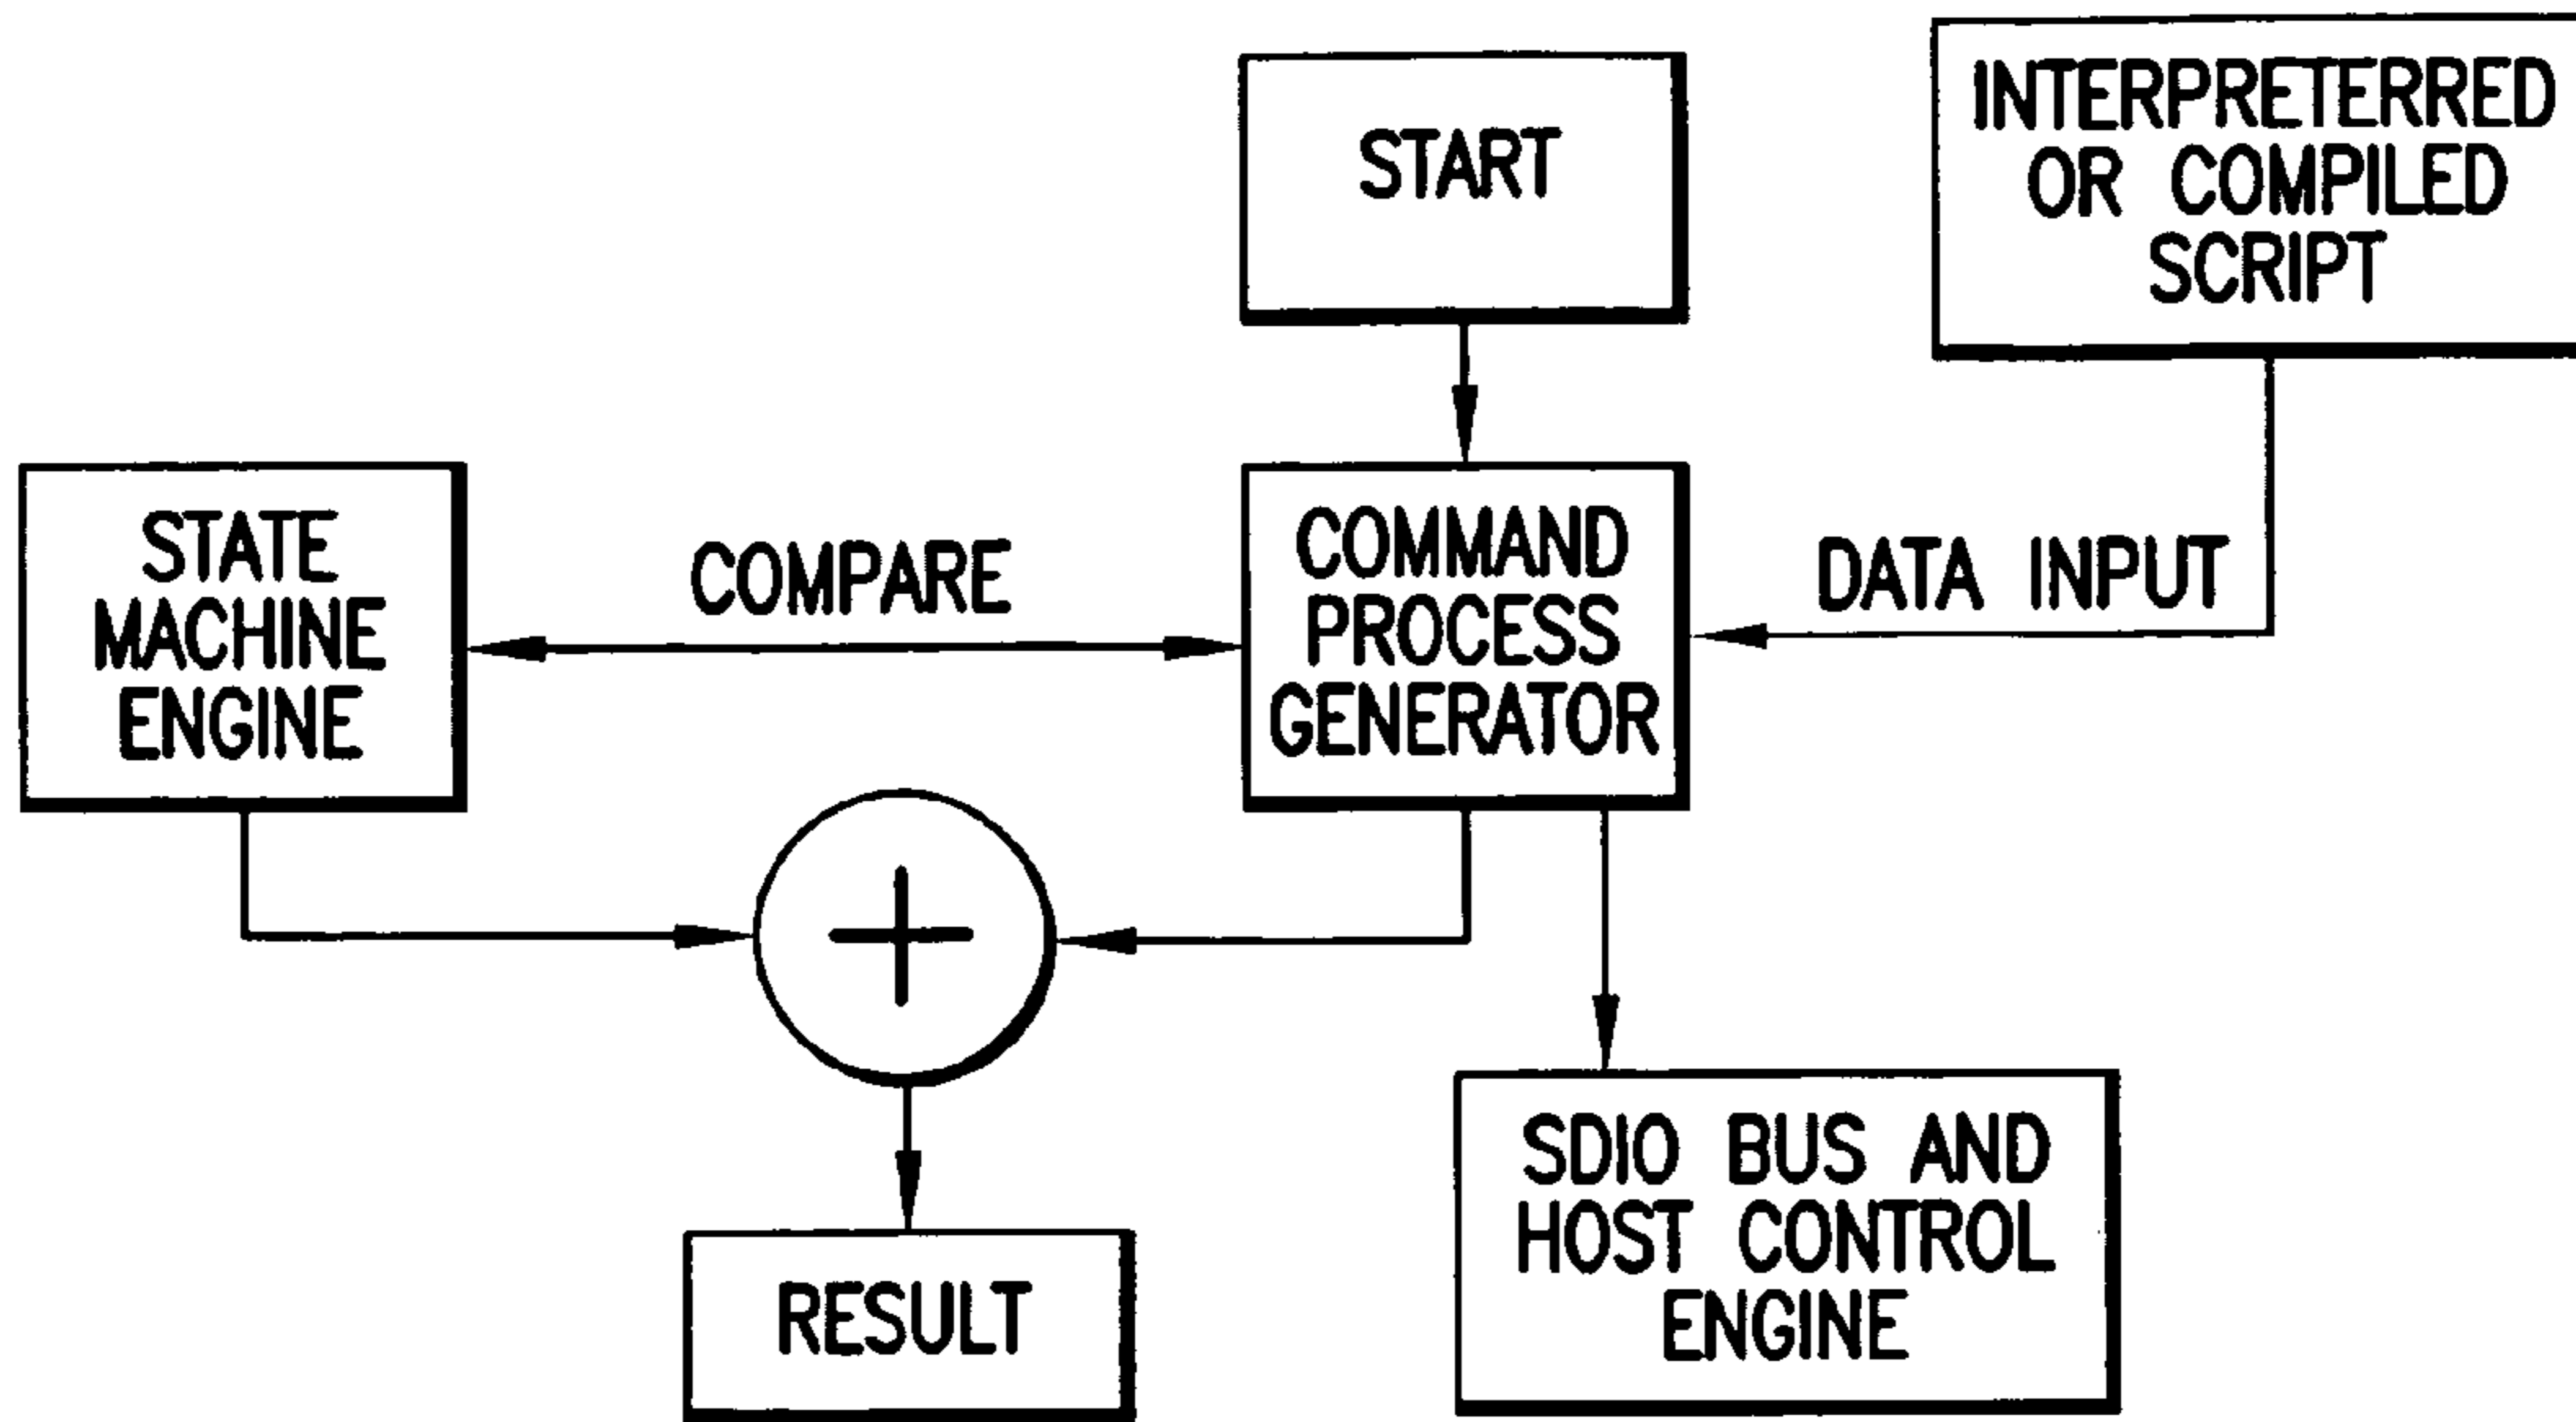 START
INTERPRETERRED
OR COMPILED
SCRIPT
STATE
MACHINE
ENGINE
COMPARE
COMMAND
PROCESS
GENERATOR
DATA INPUT
+
RESULT
SDIO BUS AND
HOST CONTROL
ENGINE